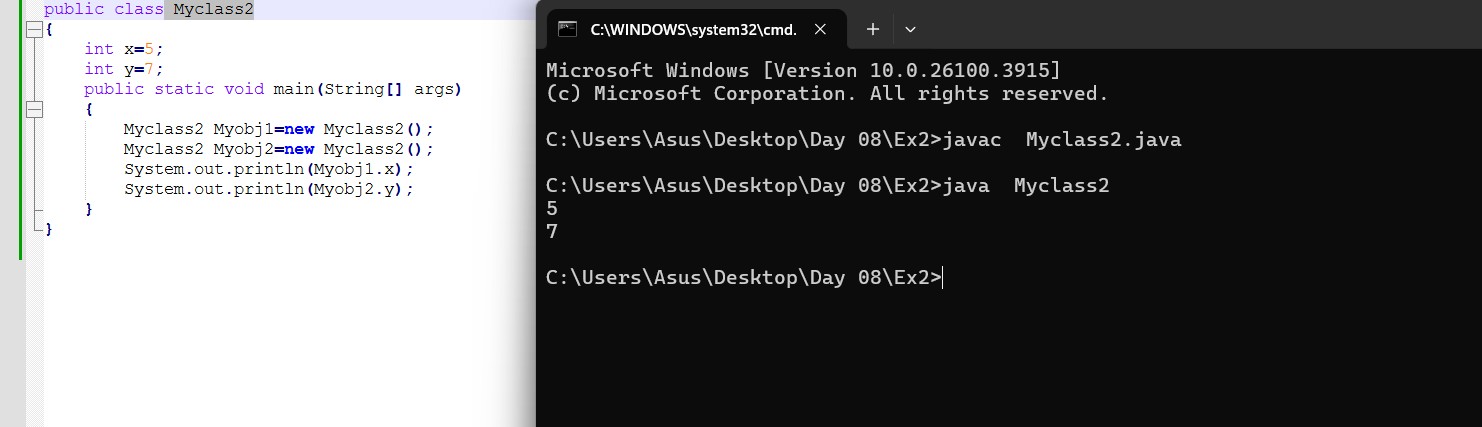 public class Myclass2
{
int x=5;
int y=7;
public static void main(String[] args)
{
Myclass2 Myobj1=new Myclass2();
Myclass2 Myobj2=new Myclass2();
System.out.println(Myobj1.x);
System.out.println(Myobj2.y);
}
}
C:\WINDOWS\system32\cmd.
Microsoft Windows [Version 10.0.26100.3915]
(c) Microsoft Corporation. All rights reserved.
C:\Users\Asus\Desktop\Day 08\Ex2>javac  Myclass2.java
C:\Users\Asus\Desktop\Day 08\Ex2>java  Myclass2
5
7
C:\Users\Asus\Desktop\Day 08\Ex2>